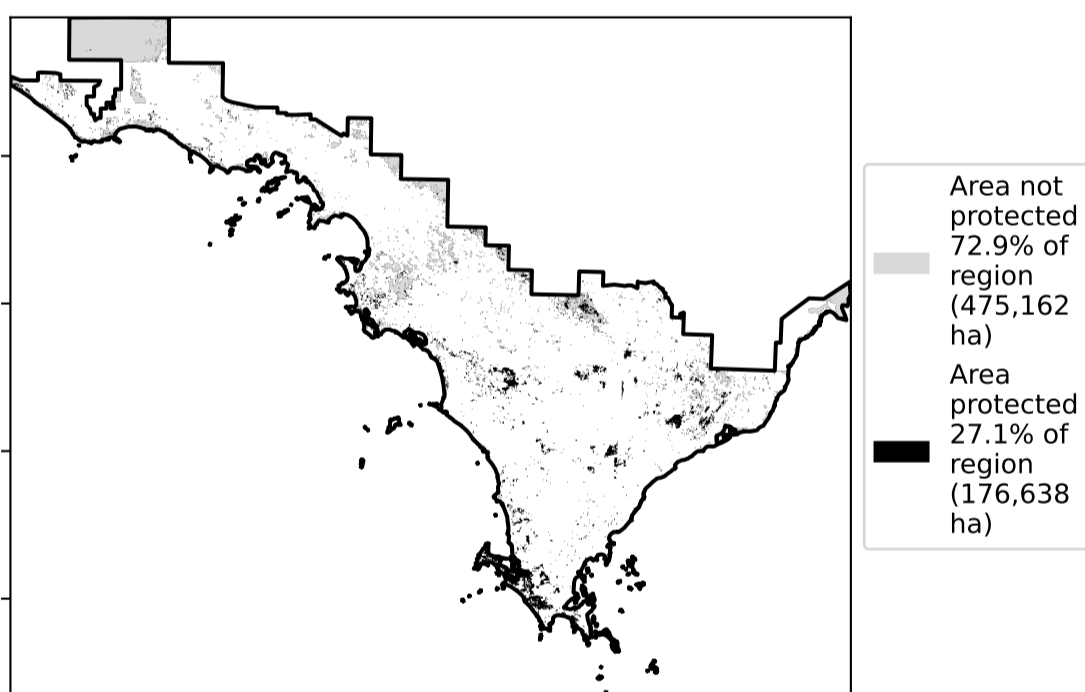 Area not
protected
72.9% of
region
(475,162
ha)
Area
protected
27.1% of
region
(176,638
ha)